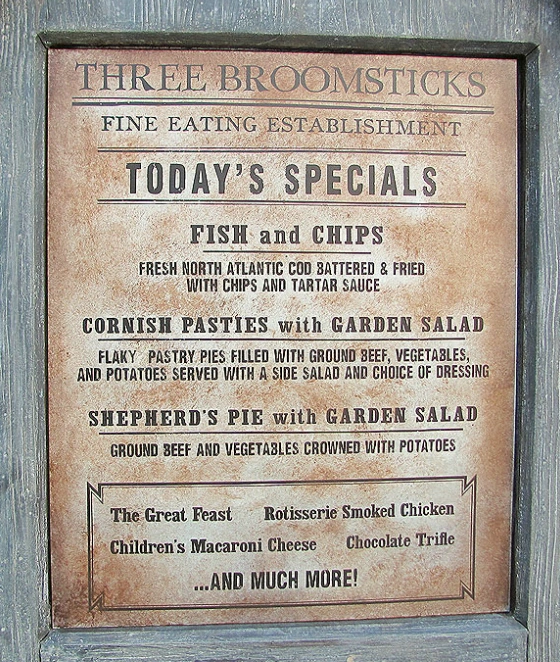 THREE BROOMSTICKS
FINE EATING ESTABLISHMENT
TODAY'S SPECIALS
FISH and CHIPS
FRESH NORTH ATLANTIC COD BATTERED & FRIED
WITH CHIPS AND TARTAR SAUCE
CORNISH PASTIES with GARDEN SALAD
FLAKY PASTRY PIES FILLED WITH GROUND BEEF, VEGETABLES,
AND POTATOES SERVED WITH A SIDE SALAD AND CHOICE OF DRESSING
SHEPHERD'S PIE with GARDEN SALAD
GROUND BEEF AND VEGETABLES CROWNED WITH POTATOES
The Great Feast Rotisserie Smoked Chicken
Children's Macaroni Cheese Chocolate Trifle
...AND MUCH MORE!